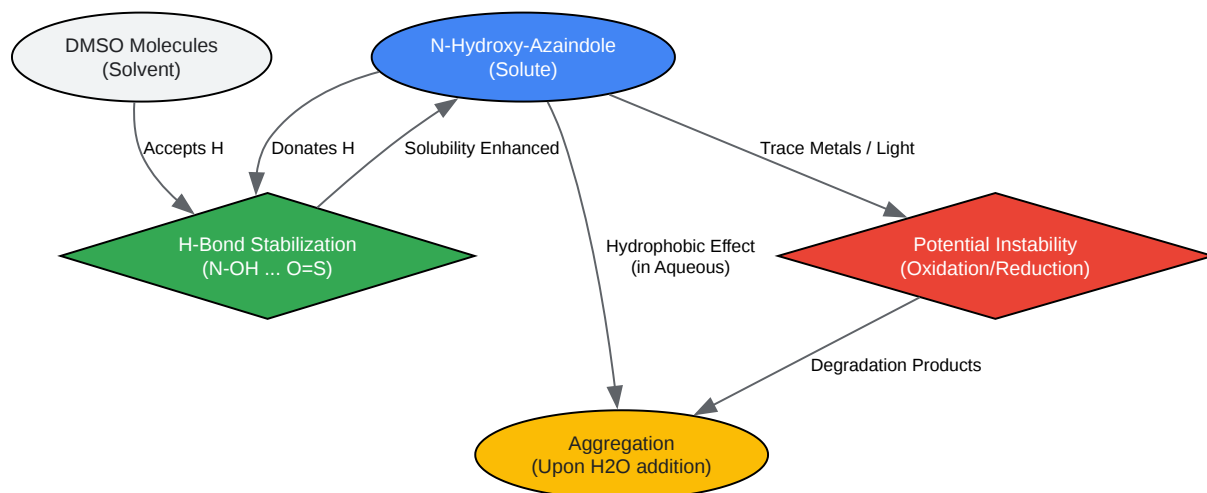 DMSO Molecules
(Solvent)
N-Hydroxy-Azaindole
(Solute)
Accepts H
Donates H
Solubility Enhanced
Trace Metals / Light
H-Bond Stabilization
(N-OH ... O=S)
Hydrophobic Effect
(in Aqueous)
Potential Instability
(Oxidation/Reduction)
Degradation Products
Aggregation
(Upon H2O addition)